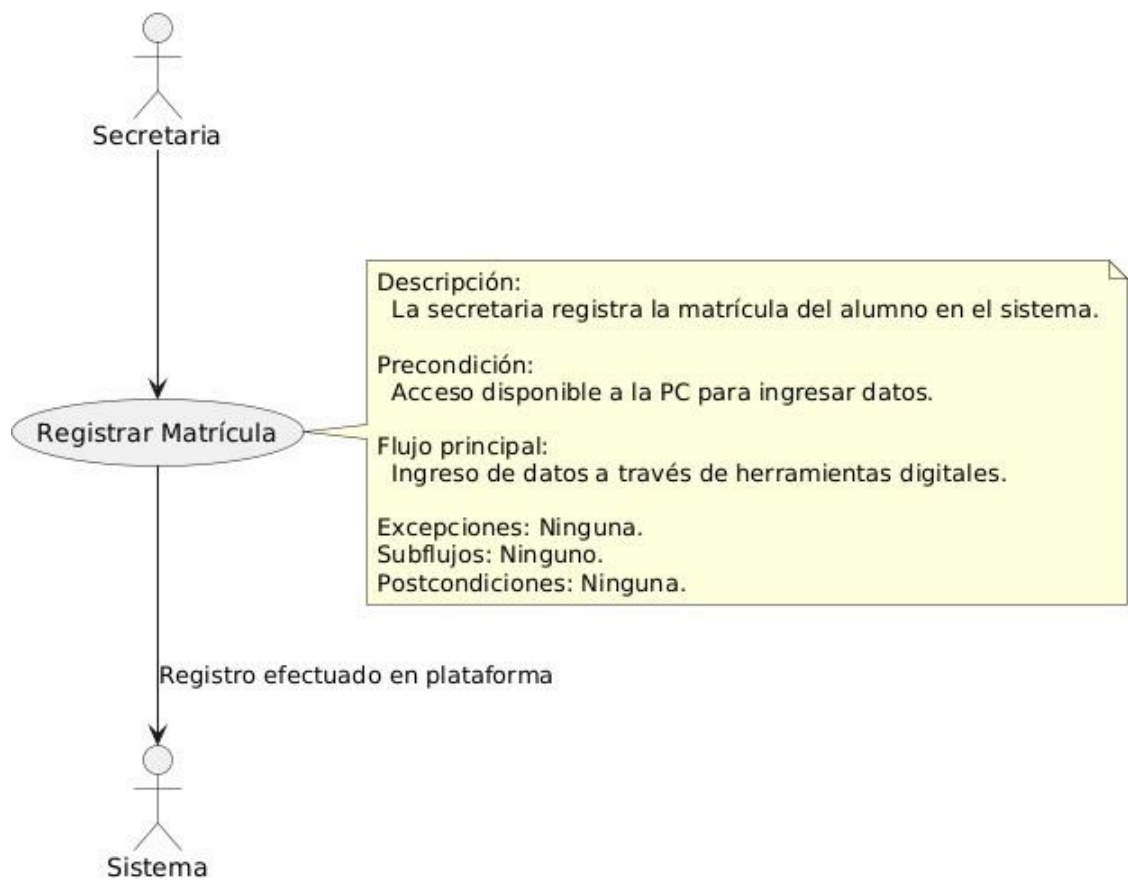 Secretaria
Descripción:
La secretaria registra la matrícula del alumno en el sistema.
Precondición:
Acceso disponible a la PC para ingresar datos.
Registrar Matrícula
Flujo principal:
Ingreso de datos a través de herramientas digitales.
Excepciones: Ninguna.
Subflujos: Ninguno.
Postcondiciones: Ninguna.
Registro efectuado en plataforma
Sistema